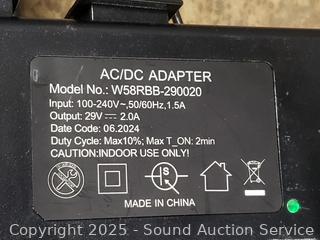 AC/DC ADAPTER
Model No.: W58RBB-290020
Input: 100-240V~,50/60Hz,1.5A
Output: 29V ⎓ 2.0A
Date Code: 06.2024
Duty Cycle: Max10%; Max T_ON: 2min
CAUTION:INDOOR USE ONLY!
S
MADE IN CHINA
Copyright 2025 - Sound Auction Service